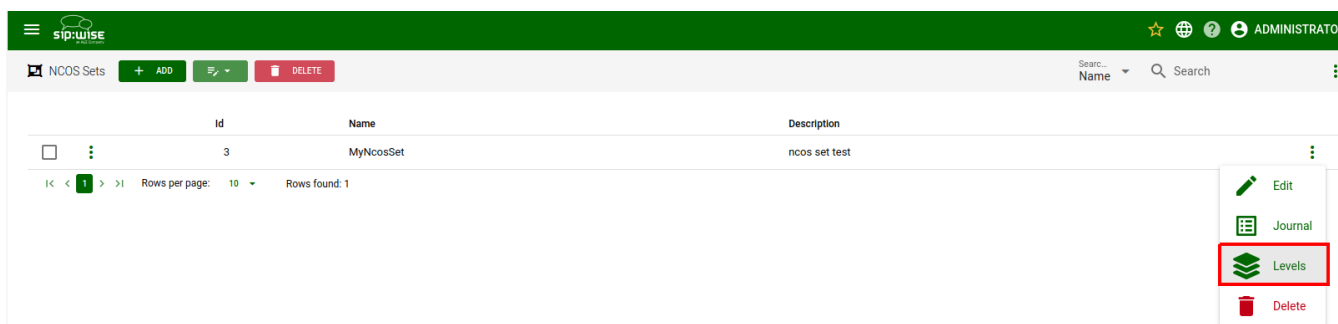 sip:wise
ADMINISTRATO
NCOS Sets + ADD DELETE Searc... Name Search
Id Name Description
3 MyNcosSet ncos set test
1 Rows per page: 10 Rows found: 1
Edit
Journal
Levels
Delete